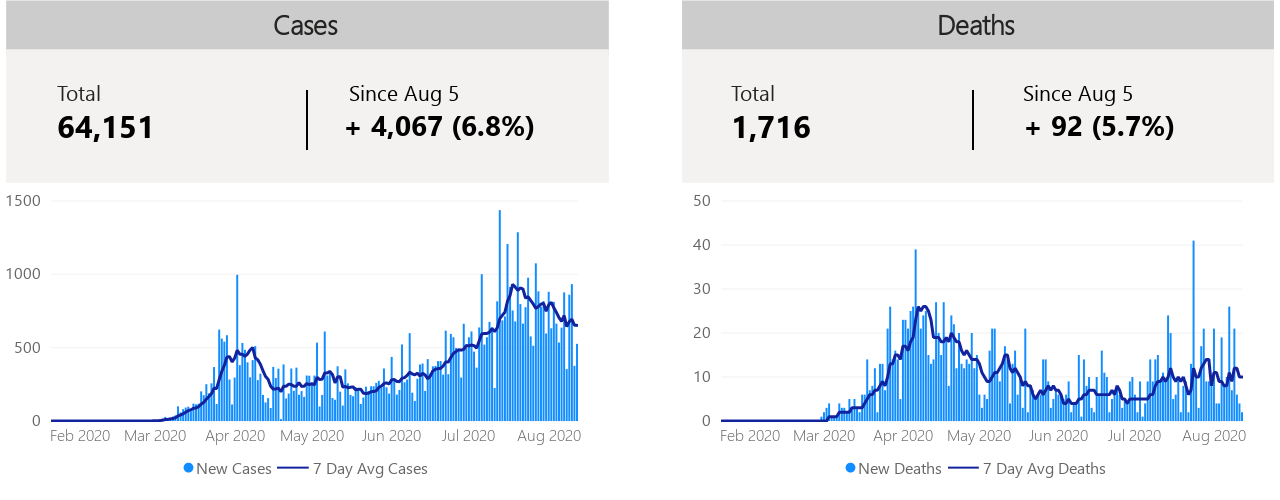 Cases
Total
64,151
Since Aug 5
+ 4,067 (6.8%)
1500
1000
500
0
Feb 2020 Mar 2020 Apr 2020 May 2020 Jun 2020 Jul 2020 Aug 2020
New Cases 7 Day Avg Cases
Deaths
Total
1,716
Since Aug 5
+ 92 (5.7%)
50
40
30
20
10
0
Feb 2020 Mar 2020 Apr 2020 May 2020 Jun 2020 Jul 2020 Aug 2020
New Deaths 7 Day Avg Deaths